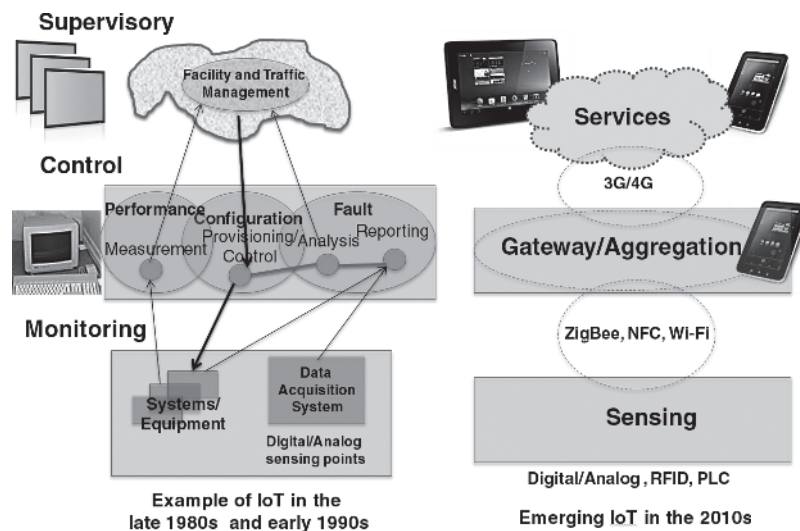 Supervisory
Facility and Traffic
Management
Control
Performance
Configuration
Fault
Measurement
Provisioning/
Control
Analysis
Reporting
Monitoring
Systems/
Equipment
Data
Acquisition
System
Digital/Analog
sensing points
Example of IoT in the
late 1980s and early 1990s
Services
3G/4G
Gateway/Aggregation
ZigBee, NFC, Wi-Fi
Sensing
Digital/Analog, RFID, PLC
Emerging IoT in the 2010s